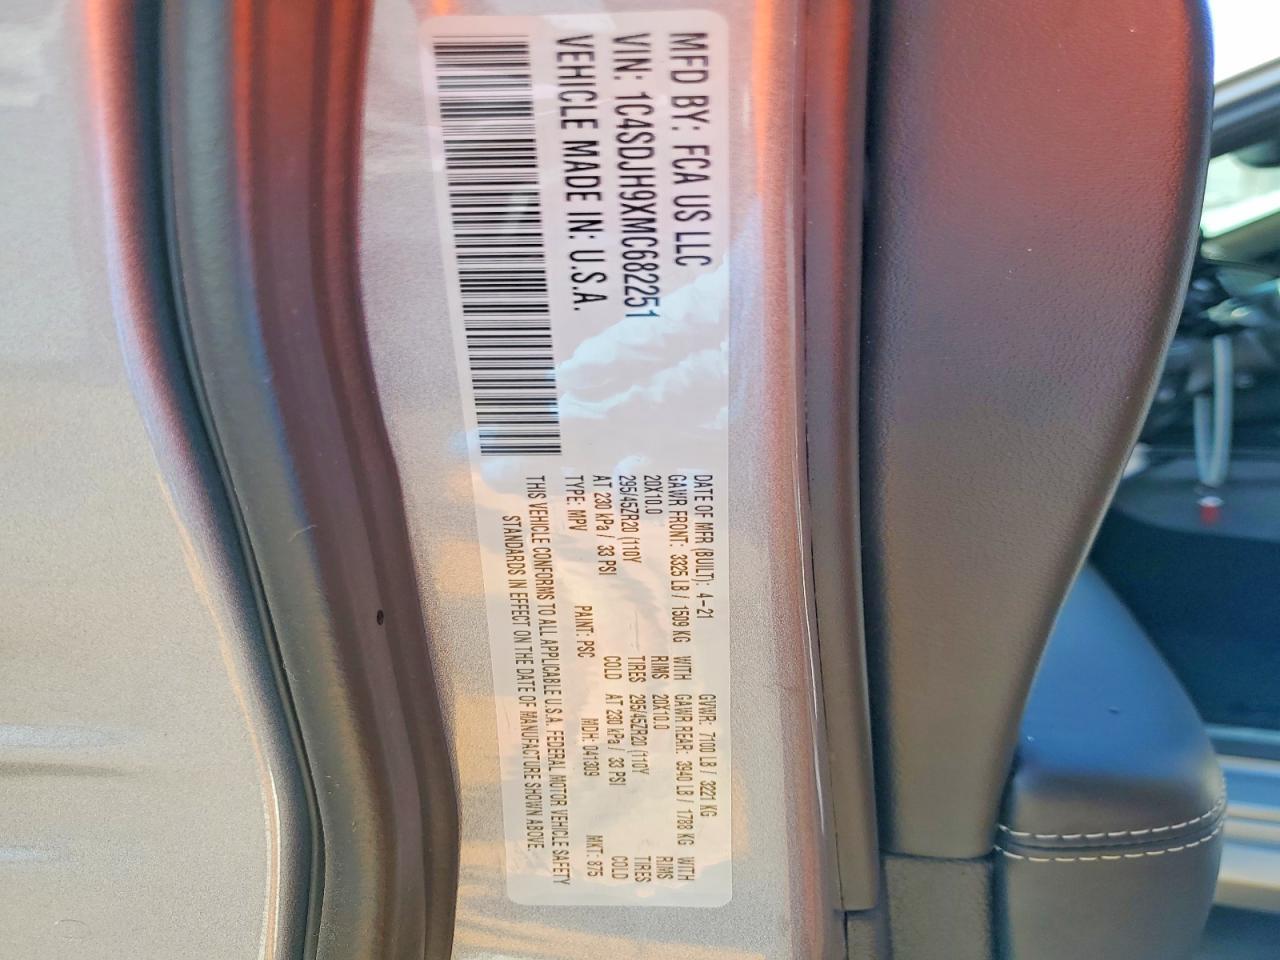 MFD BY: FCA US LLC
VIN: 1C4SDJH9XMC682251
VEHICLE MADE IN: U.S.A.
DATE OF MFR (BUILT): 4-21 GVWR: 7100 LB / 3221 KG
GAWR FRONT: 3325 LB / 1509 KG WITH GAWR REAR: 3940 LB / 1788 KG WITH
20X10.0 RIMS 20X10.0 RIMS
295/45ZR20 (110Y TIRES 295/45ZR20 (110Y TIRES
AT 230 kPa / 33 PSI COLD AT 230 kPa / 33 PSI COLD
TYPE: MPV PAINT: PSC MDH: 041309 MKT: 875
THIS VEHICLE CONFORMS TO ALL APPLICABLE U.S.A. FEDERAL MOTOR VEHICLE SAFETY
STANDARDS IN EFFECT ON THE DATE OF MANUFACTURE SHOWN ABOVE.